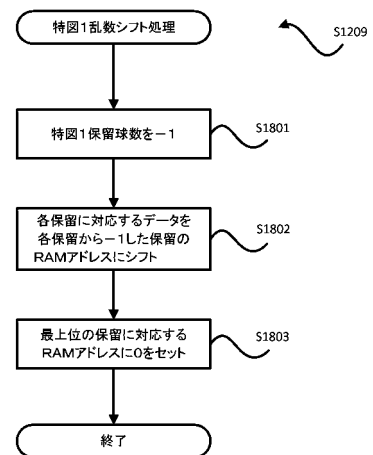 特図1乱数シフト処理
S1209
特図1保留球数を－1
S1801
各保留に対応するデータを
各保留から－1した保留の
RAMアドレスにシフト
S1802
最上位の保留に対応する
RAMアドレスに0をセット
S1803
終了